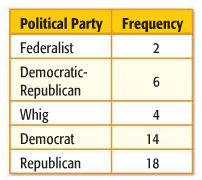 Political Party Frequency
Federalist 2
Democratic-
Republican 6
Whig 4
Democrat 14
Republican 18